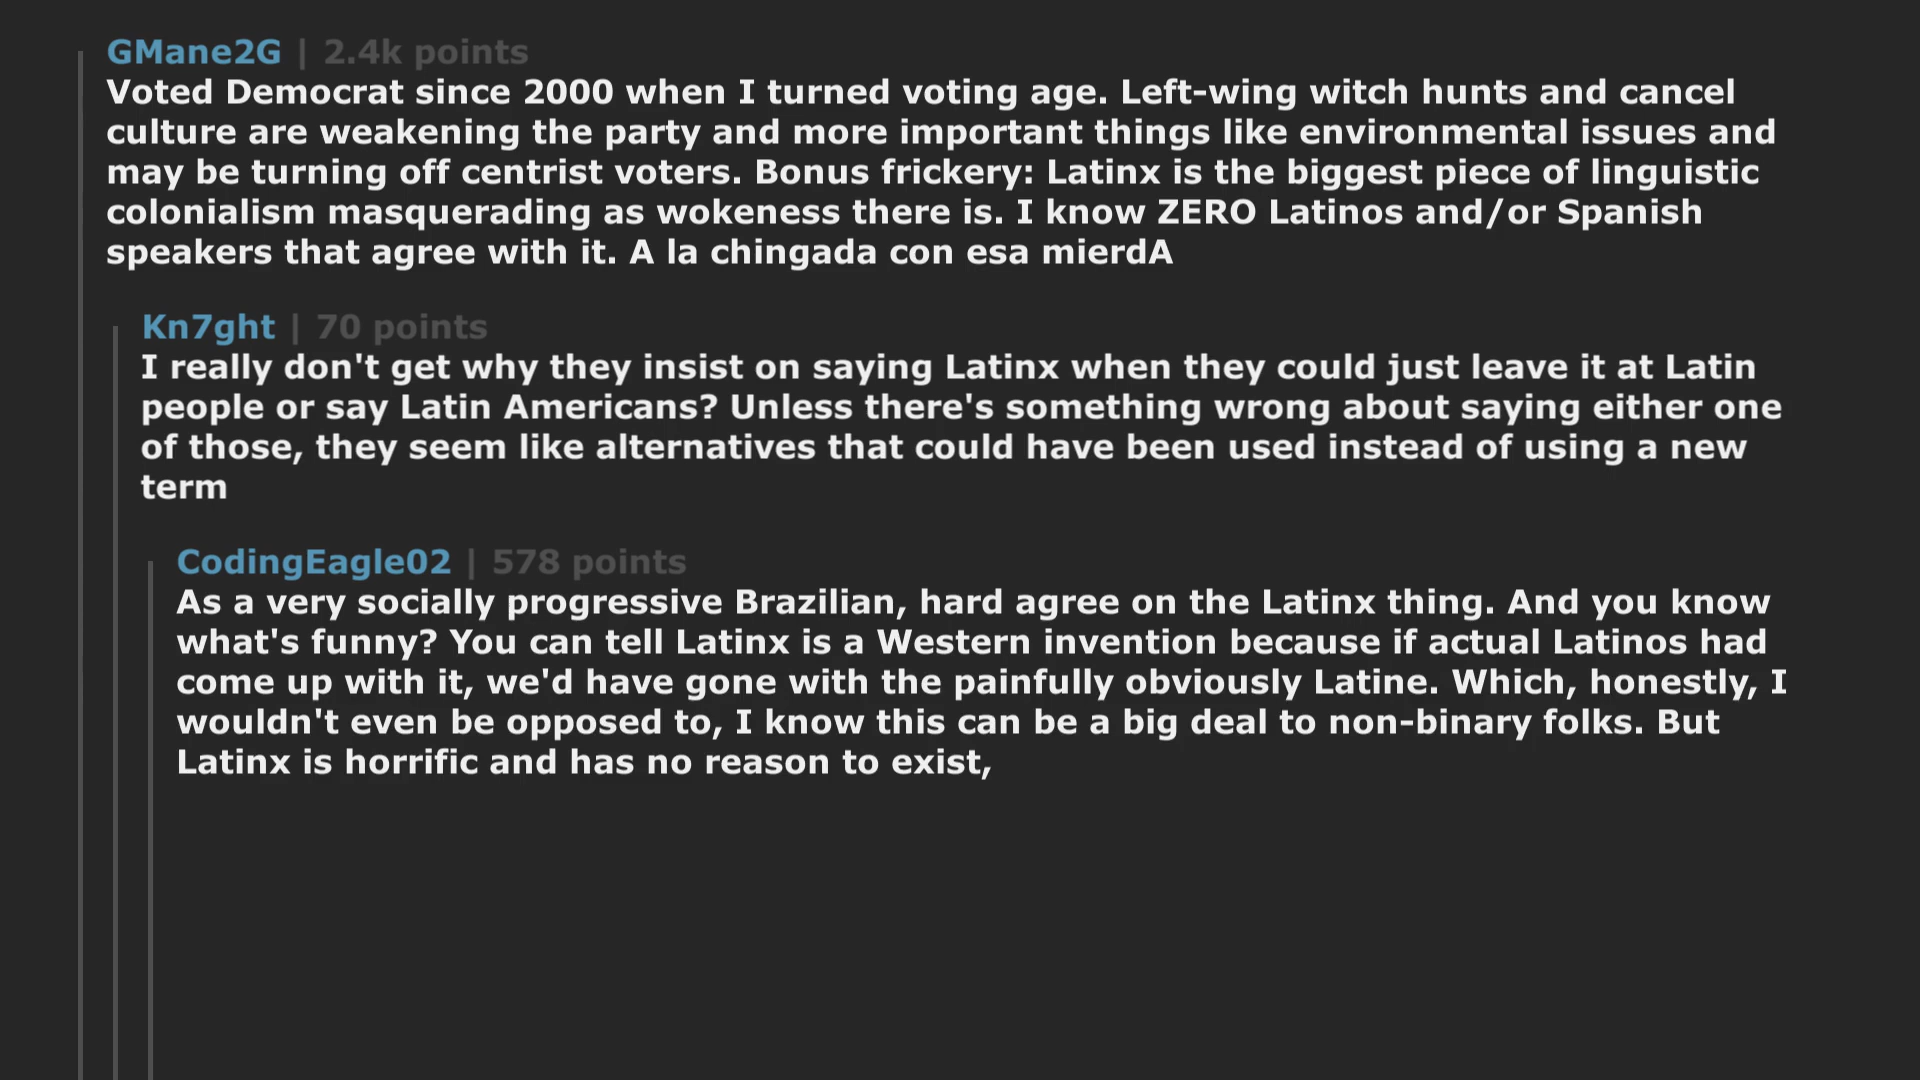 GMane2G | 2.4k points
Voted Democrat since 2000 when I turned voting age. Left-wing witch hunts and cancel
culture are weakening the party and more important things like environmental issues and
may be turning off centrist voters. Bonus frickery: Latinx is the biggest piece of linguistic
colonialism masquerading as wokeness there is. I know ZERO Latinos and/or Spanish
speakers that agree with it. A la chingada con esa mierdA
Kn7ght | 70 points
I really don't get why they insist on saying Latinx when they could just leave it at Latin
people or say Latin Americans? Unless there's something wrong about saying either one
of those, they seem like alternatives that could have been used instead of using a new
term
CodingEagle02 | 578 points
As a very socially progressive Brazilian, hard agree on the Latinx thing. And you know
what's funny? You can tell Latinx is a Western invention because if actual Latinos had
come up with it, we'd have gone with the painfully obviously Latine. Which, honestly, I
wouldn't even be opposed to, I know this can be a big deal to non-binary folks. But
Latinx is horrific and has no reason to exist,